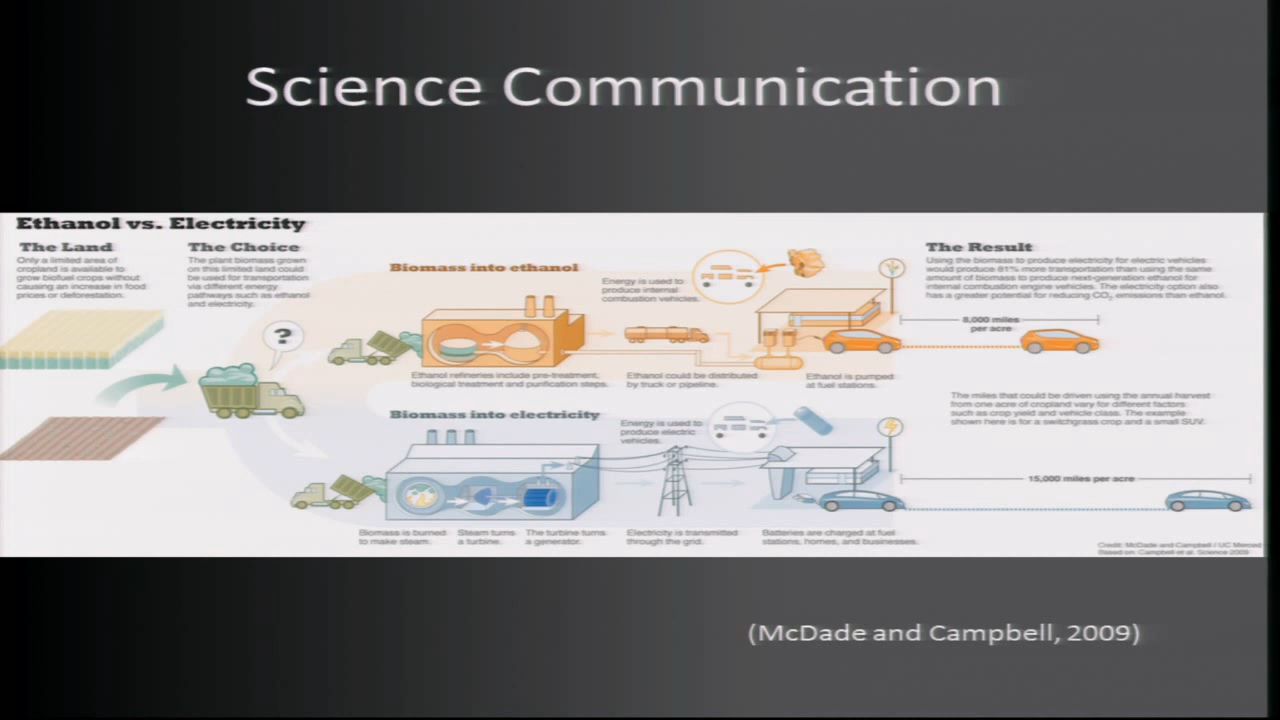 Science Communication
Ethanol vs. Electricity
The Land
Only a limited area of
cropland is available to
grow biofuel crops without
causing an increase in food
prices or deforestation.
The Choice
The plant biomass grown
on this limited land could
be used for transportation
via different energy
pathways such as ethanol
and electricity.
?
Biomass into ethanol
Energy is used to
produce internal
combustion vehicles.
Ethanol refineries include pre-treatment,
biological treatment and purification steps.
Ethanol could be distributed
by truck or pipeline.
Ethanol is pumped
at fuel stations.
Biomass into electricity
Energy is used to
produce electric
vehicles.
Biomass is burned
to make steam.
Steam turns
a turbine.
The turbine turns
a generator.
Electricity is transmitted
through the grid.
Batteries are charged at fuel
stations, homes, and businesses.
The Result
Using the biomass to produce electricity for electric vehicles
would produce 81% more transportation than using the same
amount of biomass to produce next-generation ethanol for
internal combustion engine vehicles. The electricity option also
has a greater potential for reducing CO₂ emissions than ethanol.
8,000 miles
per acre
The miles that could be driven using the annual harvest
from one acre of cropland vary for different factors
such as crop yield and vehicle class. The example
shown here is for a switchgrass crop and a small SUV.
15,000 miles per acre
Credit: McDade and Campbell / UC Merced
Based on: Campbell et al. Science 2009
(McDade and Campbell, 2009)